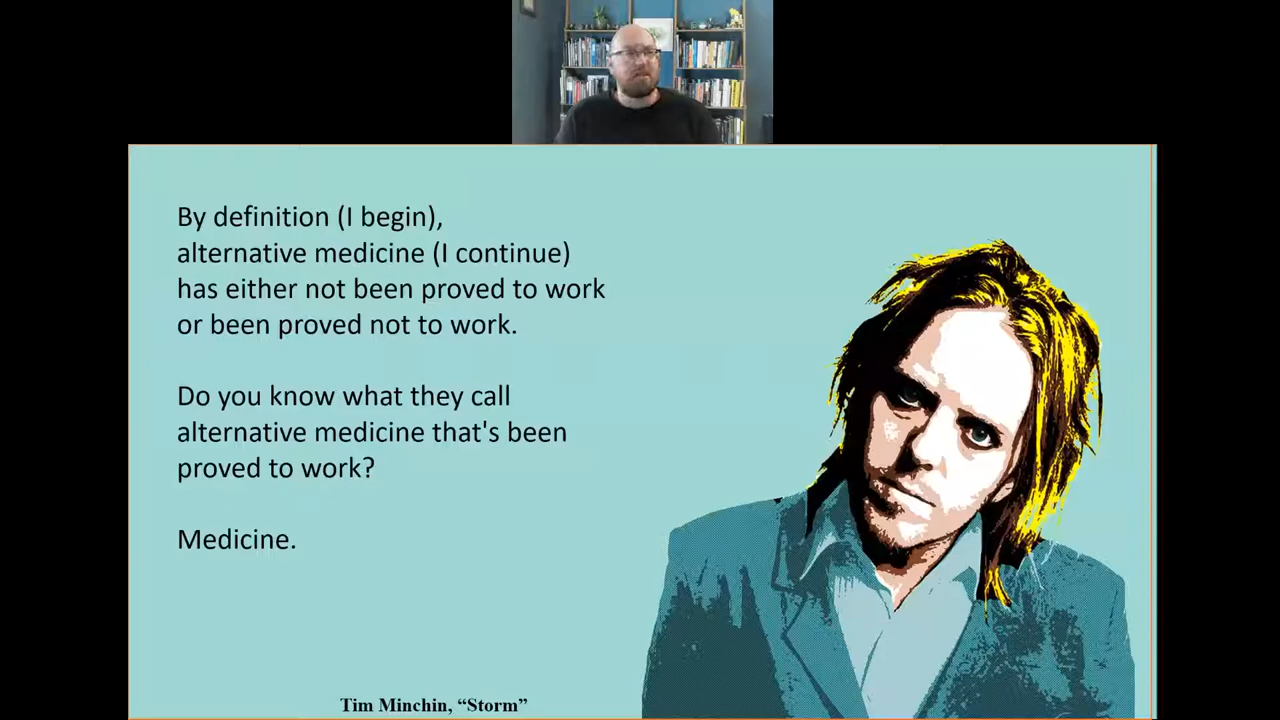 By definition (I begin),
alternative medicine (I continue)
has either not been proved to work
or been proved not to work.
Do you know what they call
alternative medicine that's been
proved to work?
Medicine.
Tim Minchin, “Storm”